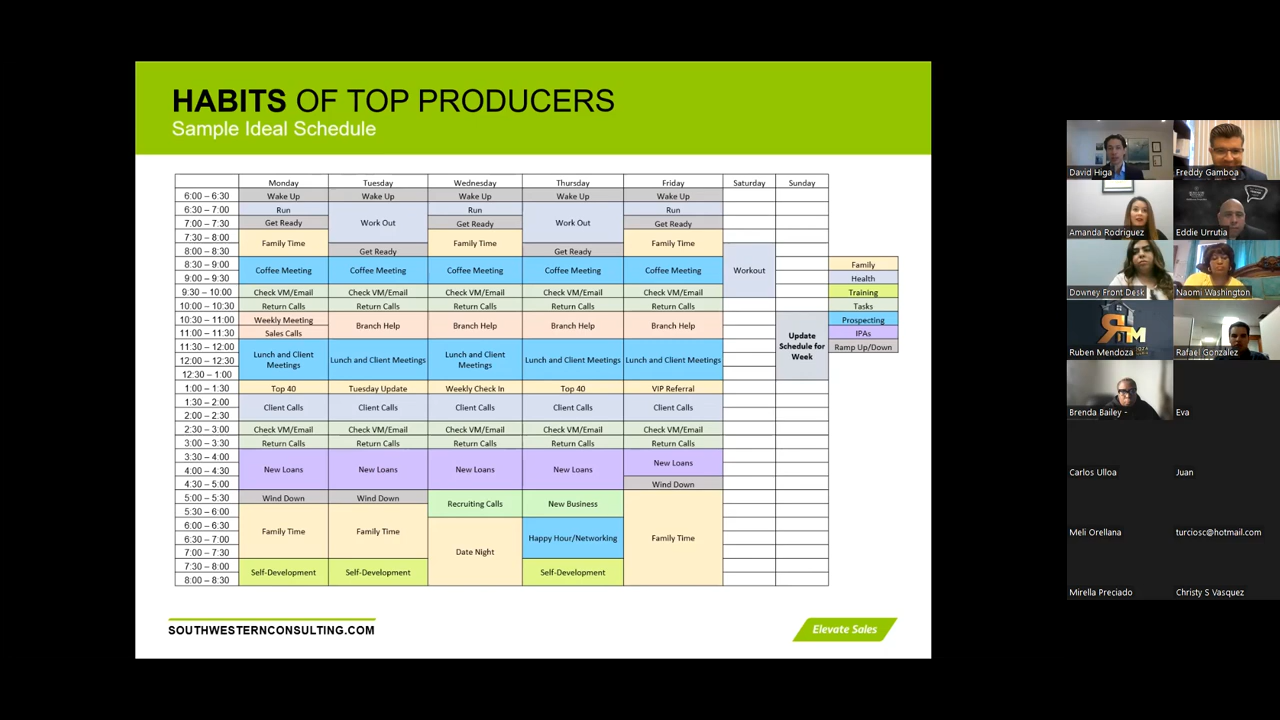 HABITS OF TOP PRODUCERS
Sample Ideal Schedule
Monday Tuesday Wednesday Thursday Friday Saturday Sunday
6:00 – 6:30 Wake Up Wake Up Wake Up Wake Up Wake Up
6:30 – 7:00 Run Work Out Run Work Out Run
7:00 – 7:30 Get Ready Get Ready Get Ready
7:30 – 8:00 Family Time Family Time Family Time
8:00 – 8:30 Get Ready Get Ready
8:30 – 9:00 Coffee Meeting Coffee Meeting Coffee Meeting Coffee Meeting Coffee Meeting Workout
9:00 – 9:30
9:30 – 10:00 Check VM/Email Check VM/Email Check VM/Email Check VM/Email Check VM/Email
10:00 – 10:30 Return Calls Return Calls Return Calls Return Calls Return Calls
10:30 – 11:00 Weekly Meeting Branch Help Branch Help Branch Help Branch Help Update Schedule for Week
11:00 – 11:30 Sales Calls
11:30 – 12:00 Lunch and Client Meetings Lunch and Client Meetings Lunch and Client Meetings Lunch and Client Meetings Lunch and Client Meetings
12:00 – 12:30
12:30 – 1:00
1:00 – 1:30 Top 40 Tuesday Update Weekly Check In Top 40 VIP Referral
1:30 – 2:00 Client Calls Client Calls Client Calls Client Calls Client Calls
2:00 – 2:30
2:30 – 3:00 Check VM/Email Check VM/Email Check VM/Email Check VM/Email Check VM/Email
3:00 – 3:30 Return Calls Return Calls Return Calls Return Calls Return Calls
3:30 – 4:00 New Loans New Loans New Loans New Loans New Loans
4:00 – 4:30
4:30 – 5:00 Wind Down
5:00 – 5:30 Wind Down Wind Down Recruiting Calls New Business Family Time
5:30 – 6:00
6:00 – 6:30 Family Time Family Time Date Night Happy Hour/Networking
6:30 – 7:00
7:00 – 7:30
7:30 – 8:00 Self-Development Self-Development Self-Development
8:00 – 8:30
Family
Health
Training
Tasks
Prospecting
IPAs
Ramp Up/Down
SOUTHWESTERNCONSULTING.COM
Elevate Sales
David Higa Freddy Gamboa
Amanda Rodriguez Eddie Urrutia
Downey Front Desk Naomi Washington
Ruben Mendoza Rafael Gonzalez
Brenda Bailey - Eva
Carlos Ulloa Juan
Meli Orellana turciosc@hotmail.com
Mirella Preciado Christy S Vasquez